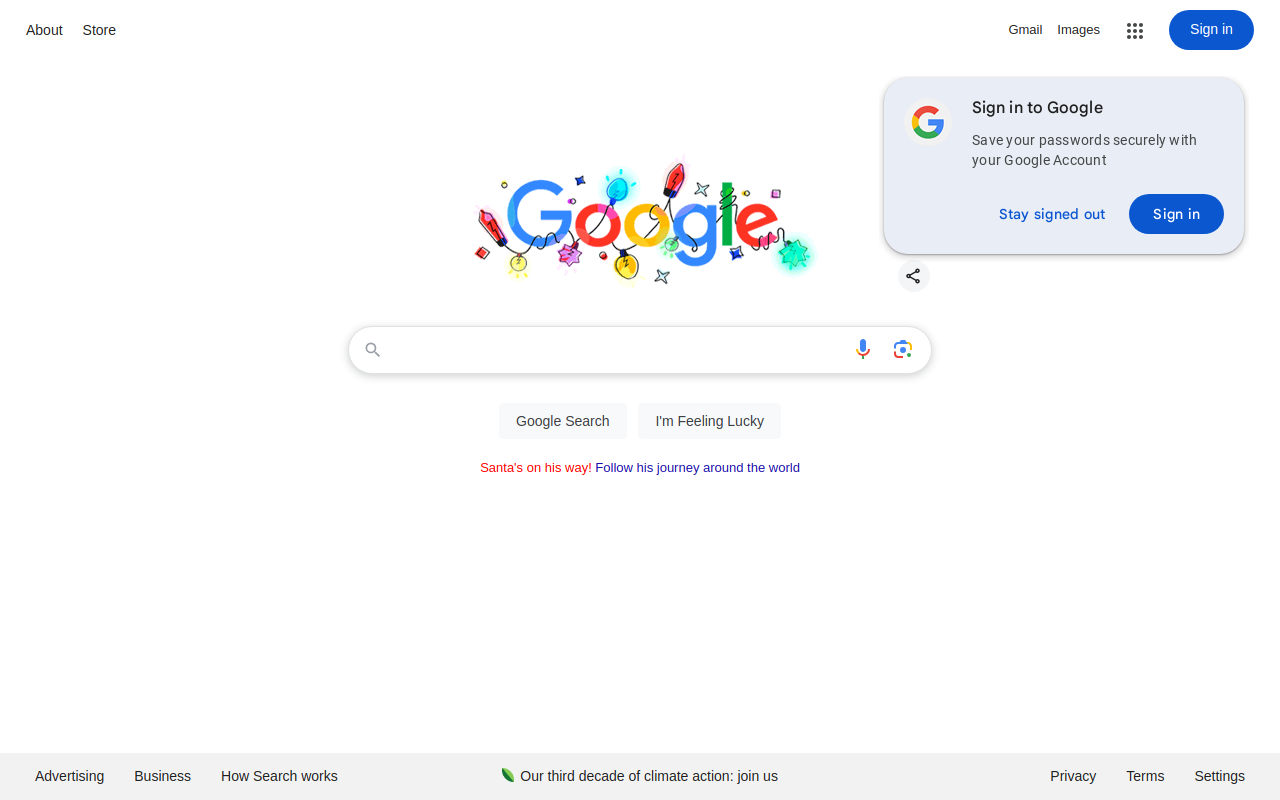 About Store
Gmail Images
Sign in
Sign in to Google
Save your passwords securely with
your Google Account
Stay signed out Sign in
Google
Google Search I'm Feeling Lucky
Santa's on his way! Follow his journey around the world
Advertising Business How Search works
Our third decade of climate action: join us
Privacy Terms Settings